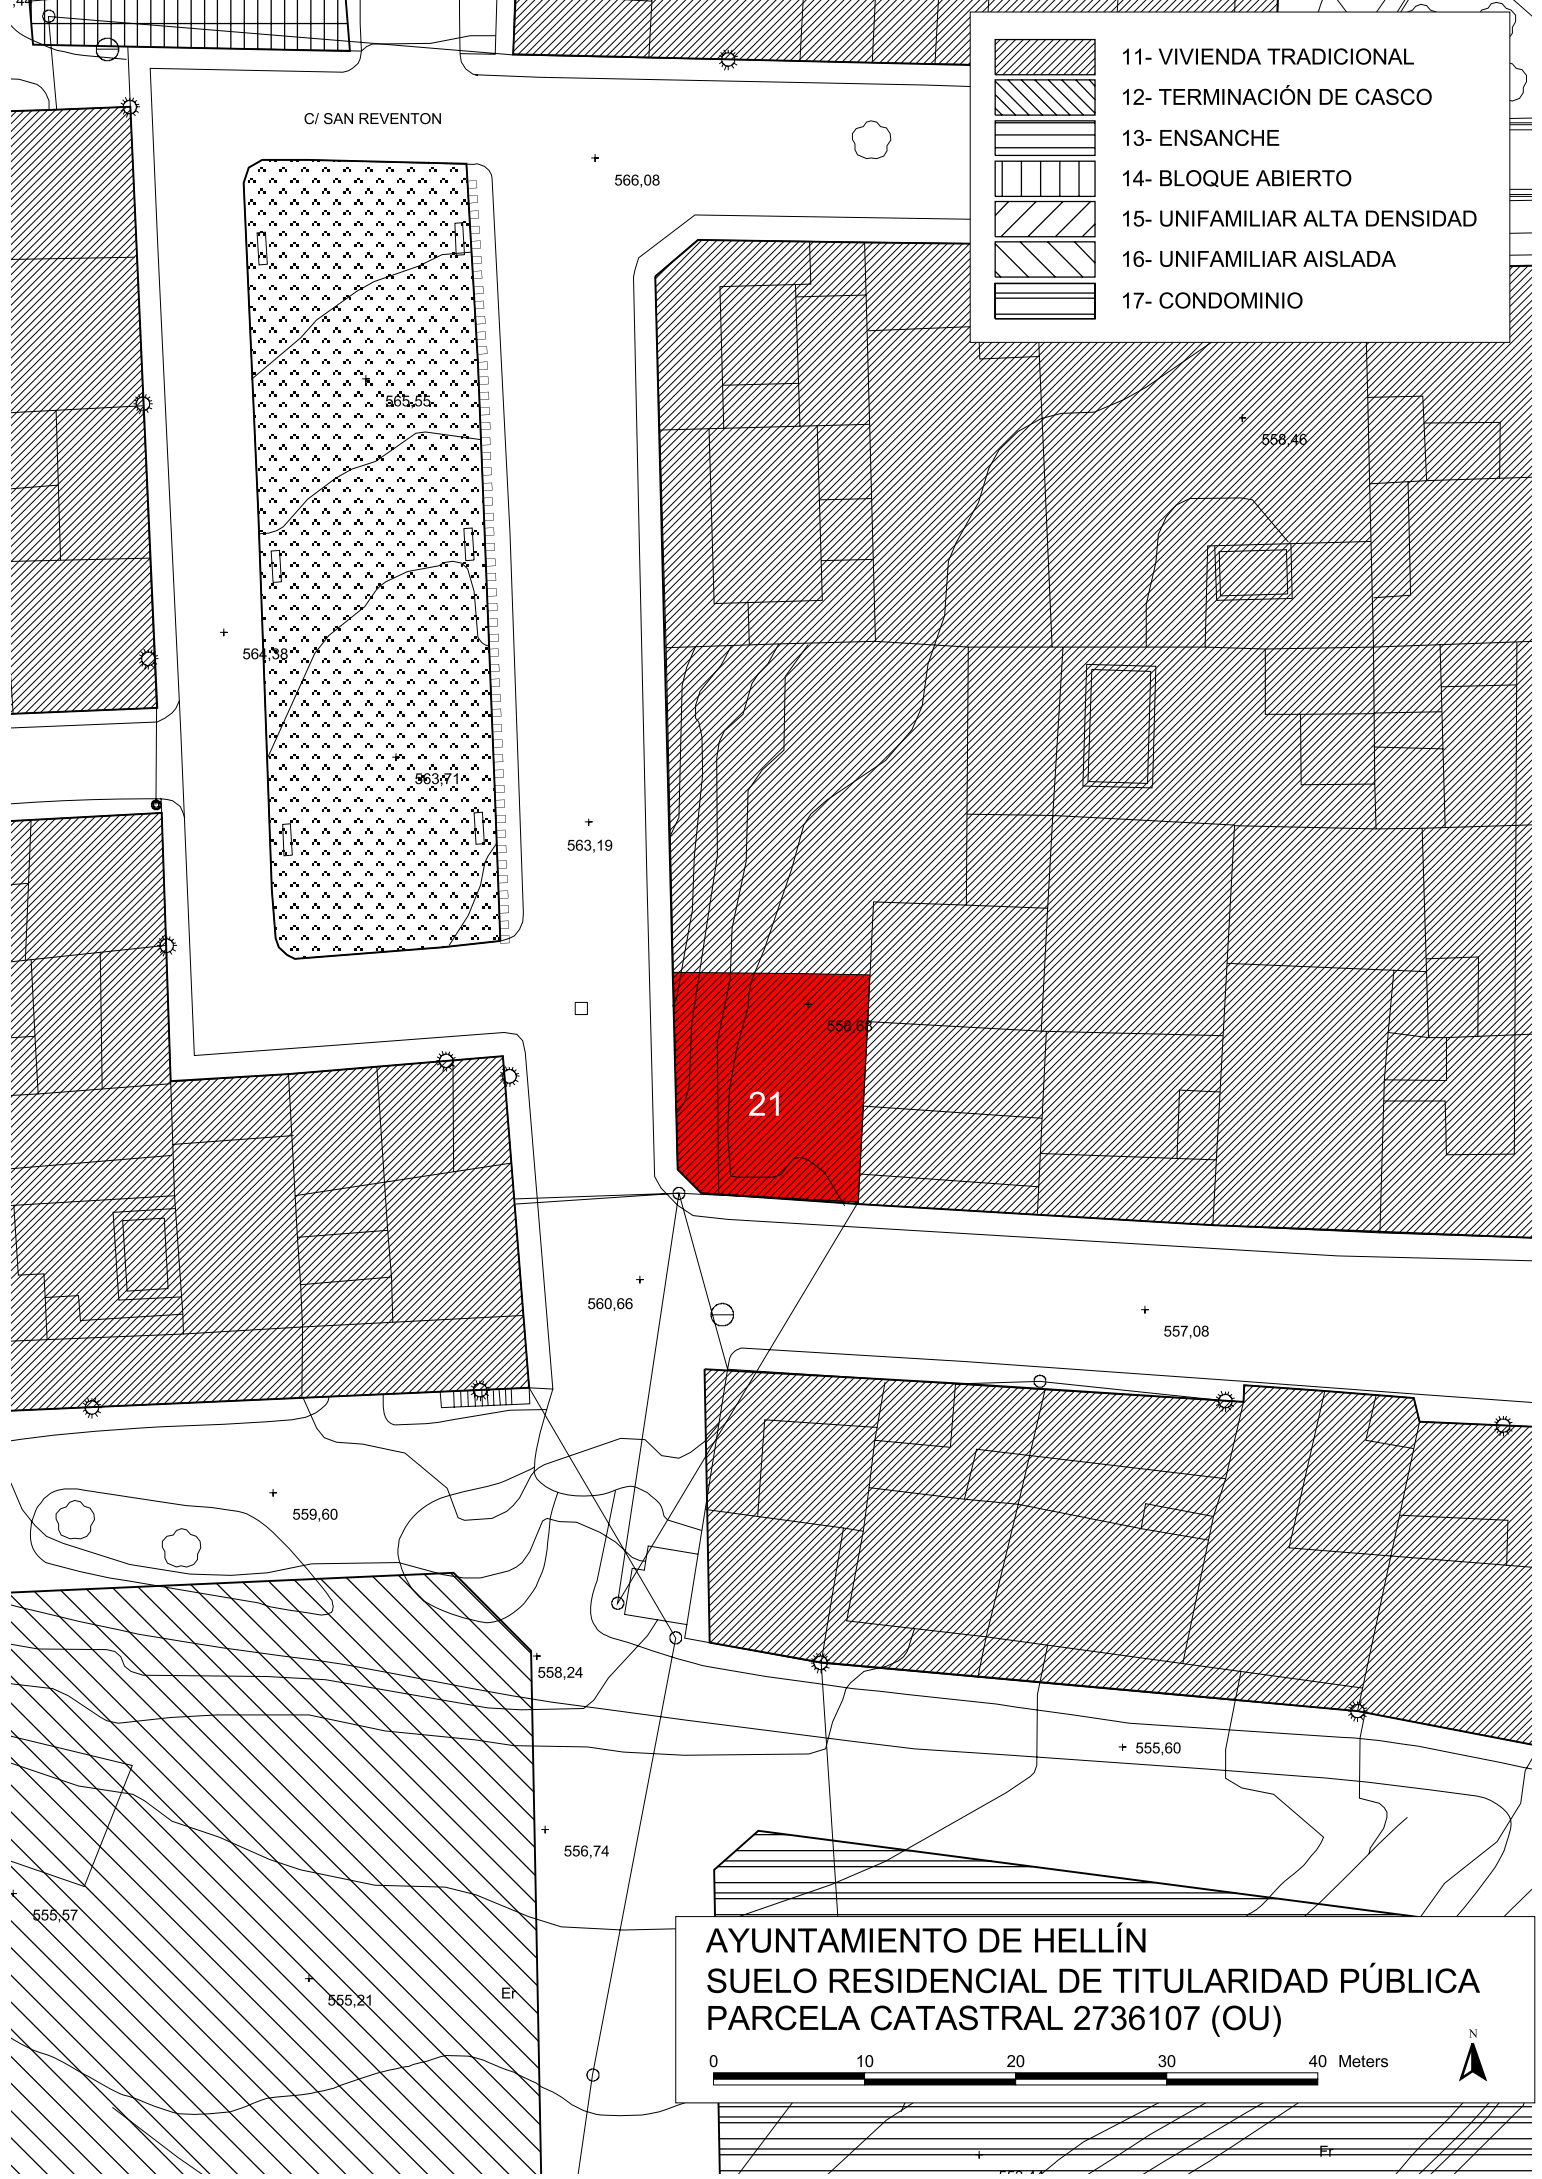 C/ SAN REVENTON
566,08
11- VIVIENDA TRADICIONAL
12- TERMINACIÓN DE CASCO
13- ENSANCHE
14- BLOQUE ABIERTO
15- UNIFAMILIAR ALTA DENSIDAD
16- UNIFAMILIAR AISLADA
17- CONDOMINIO
565,55
558,46
564,38
563,71
563,19
558,68
21
560,66
557,08
559,60
558,24
555,60
556,74
555,57
555,21
Er
AYUNTAMIENTO DE HELLÍN
SUELO RESIDENCIAL DE TITULARIDAD PÚBLICA
PARCELA CATASTRAL 2736107 (OU)
0 10 20 30 40 Meters
N